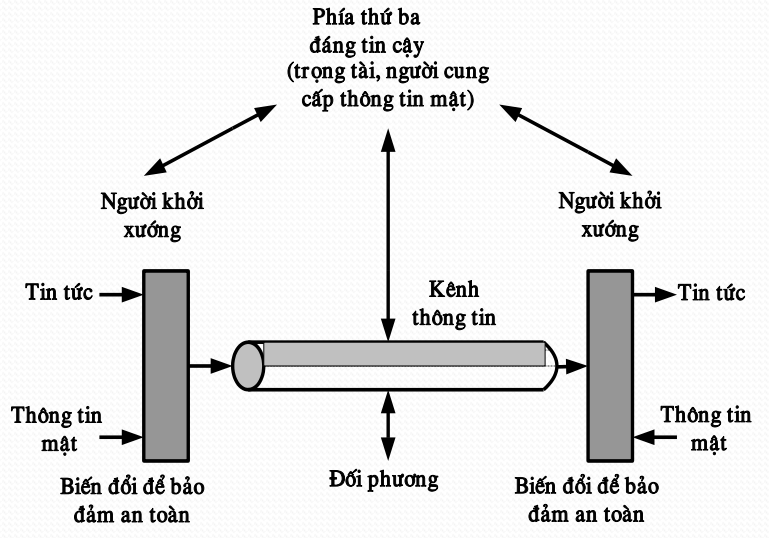 Phía thứ ba
đáng tin cậy
(trọng tài, người cung
cấp thông tin mật)
Người khởi
xướng
Người khởi
xướng
Tin tức
Kênh
thông tin
Tin tức
Thông tin
mật
Thông tin
mật
Đối phương
Biến đổi để bảo
đảm an toàn
Biến đổi để bảo
đảm an toàn